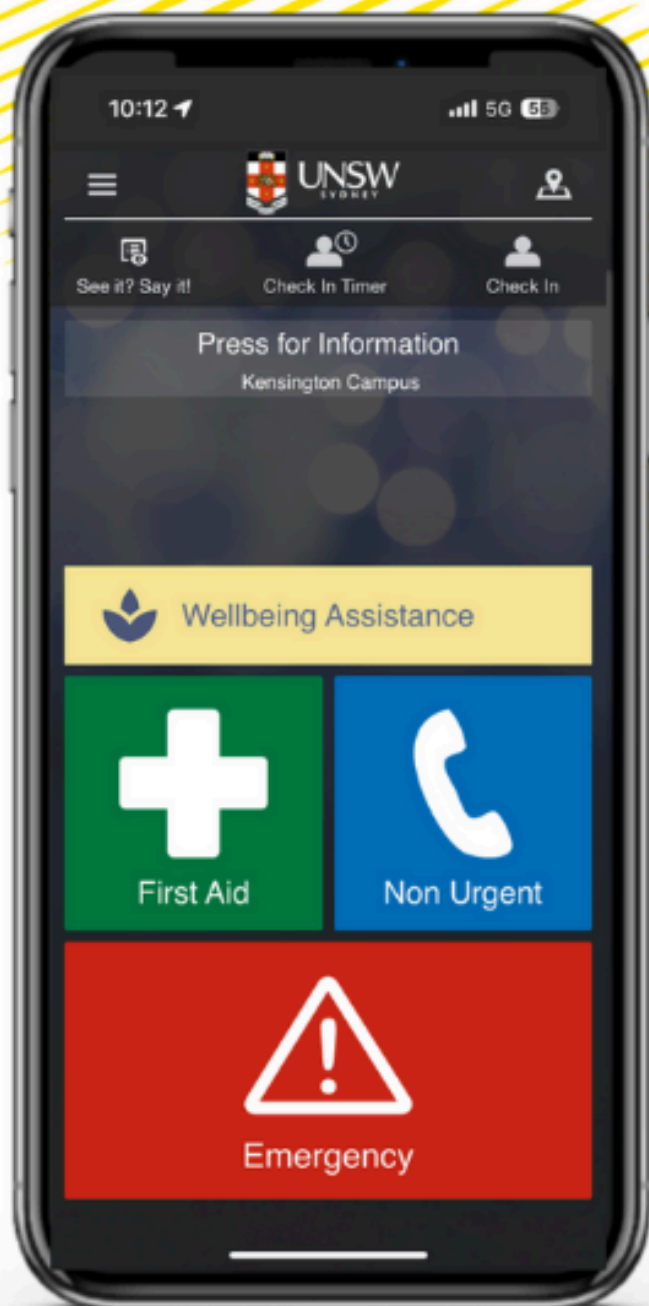 10:12
5G 55
UNSW
SYDNEY
See it? Say it!
Check In Timer
Check In
Press for Information
Kensington Campus
Wellbeing Assistance
First Aid
Non Urgent
Emergency